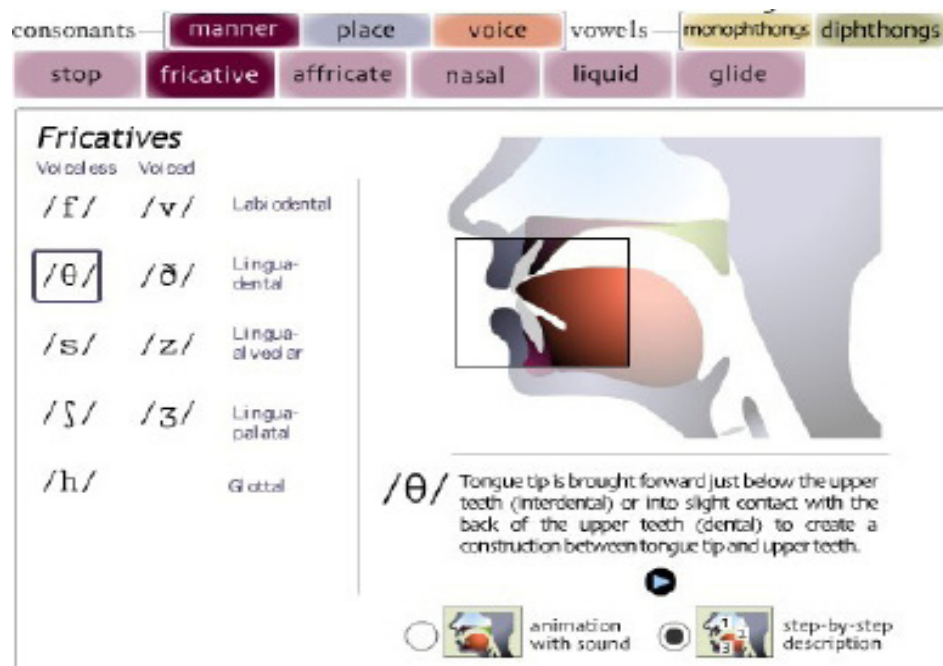 consonants manner place voice vowels monophthongs diphthongs
stop fricative affricate nasal liquid glide
Fricatives
Voiceless Voiced
/f/ /v/ Labiodental
/θ/ /ð/ Lingua-
dental
/s/ /z/ Lingua-
alveolar
/ʃ/ /ʒ/ Lingua-
palatal
/h/ Glottal
/θ/ Tongue tip is brought forward just below the upper
teeth (interdental) or into slight contact with the
back of the upper teeth (dental) to create a
construction between tongue tip and upper teeth.
animation
with sound
1
2
3
step-by-step
description